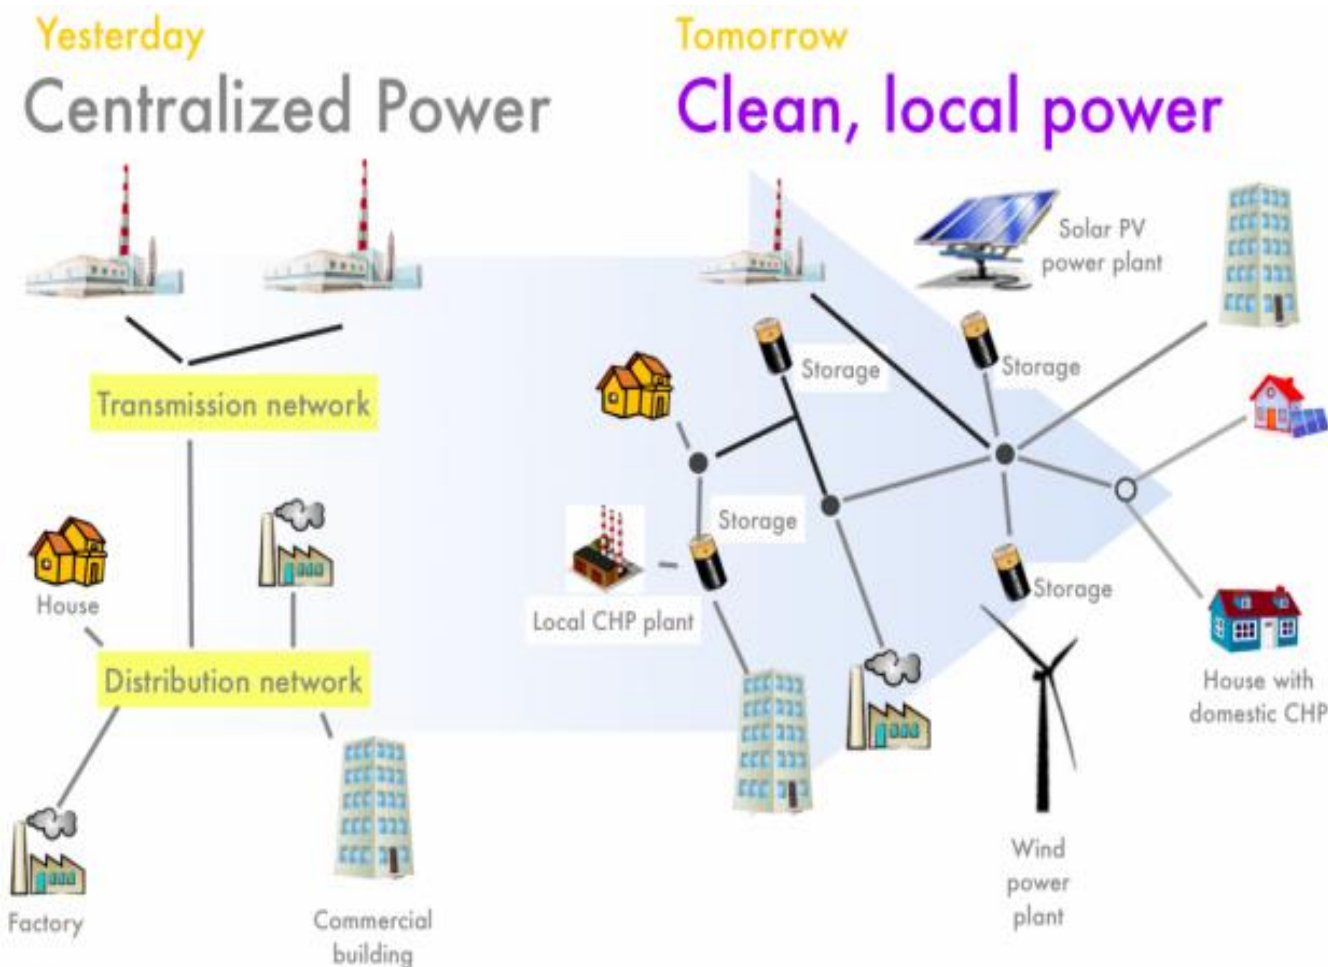 Yesterday
Centralized Power
Transmission network
House
Distribution network
Factory
Commercial
building
Tomorrow
Clean, local power
Solar PV
power plant
Storage
Storage
Storage
Local CHP plant
Storage
House with
domestic CHP
Wind
power
plant